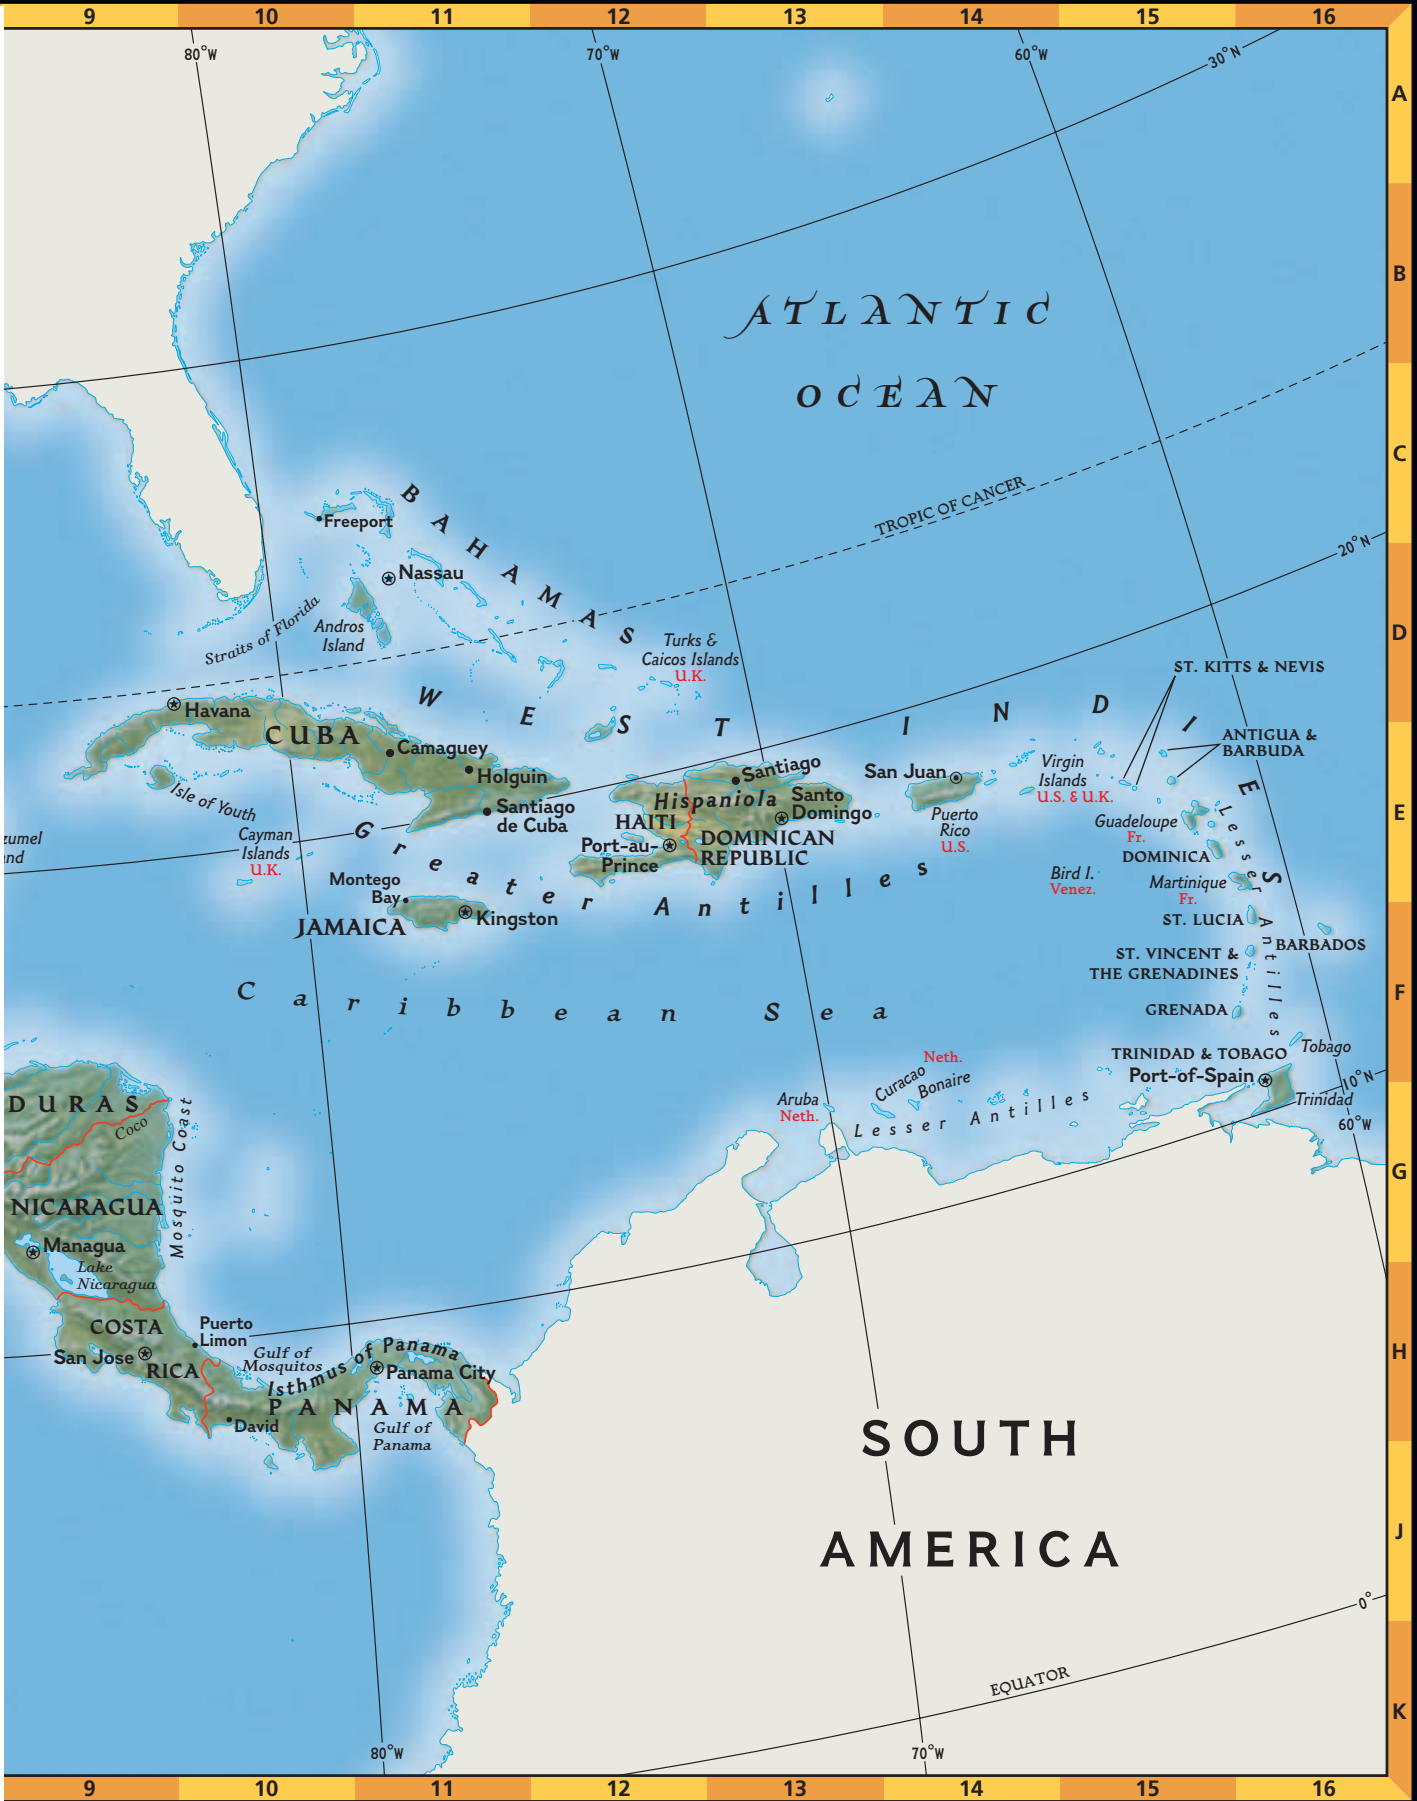 9 10 11 12 13 14 15 16
80°W
70°W
60°W
30°N
A
B
ATLANTIC
OCEAN
C
TROPIC OF CANCER
20°N
BAHAMAS
Freeport
Nassau
Andros
Island
Straits of Florida
D
Turks &
Caicos Islands
U.K.
ST. KITTS & NEVIS
WEST INDIES
ANTIGUA &
BARBUDA
Havana
CUBA
Camaguey
Holguin
Santiago
de Cuba
Isle of Youth
Cayman
Islands
U.K.
zumel
nd
Santiago
Hispaniola
Santo
Domingo
HAITI
DOMINICAN
REPUBLIC
Port-au-
Prince
San Juan
Puerto
Rico
U.S.
Virgin
Islands
U.S. & U.K.
E
Guadeloupe
Fr.
DOMINICA
Bird I.
Venez.
Martinique
Fr.
Lesser Antilles
Greater Antilles
Montego
Bay
JAMAICA
Kingston
ST. LUCIA
BARBADOS
ST. VINCENT &
THE GRENADINES
GRENADA
F
Caribbean Sea
TRINIDAD & TOBAGO
Tobago
Port-of-Spain
Trinidad
10°N
60°W
Neth.
Curacao
Bonaire
Aruba
Neth.
Lesser Antilles
DURAS
Coco
Mosquito Coast
G
NICARAGUA
Managua
Lake
Nicaragua
COSTA
RICA
San Jose
Puerto
Limon
Gulf of
Mosquitos
Isthmus of Panama
Panama City
PANAMA
David
Gulf of
Panama
H
SOUTH
AMERICA
J
0°
EQUATOR
K
80°W
70°W
9 10 11 12 13 14 15 16